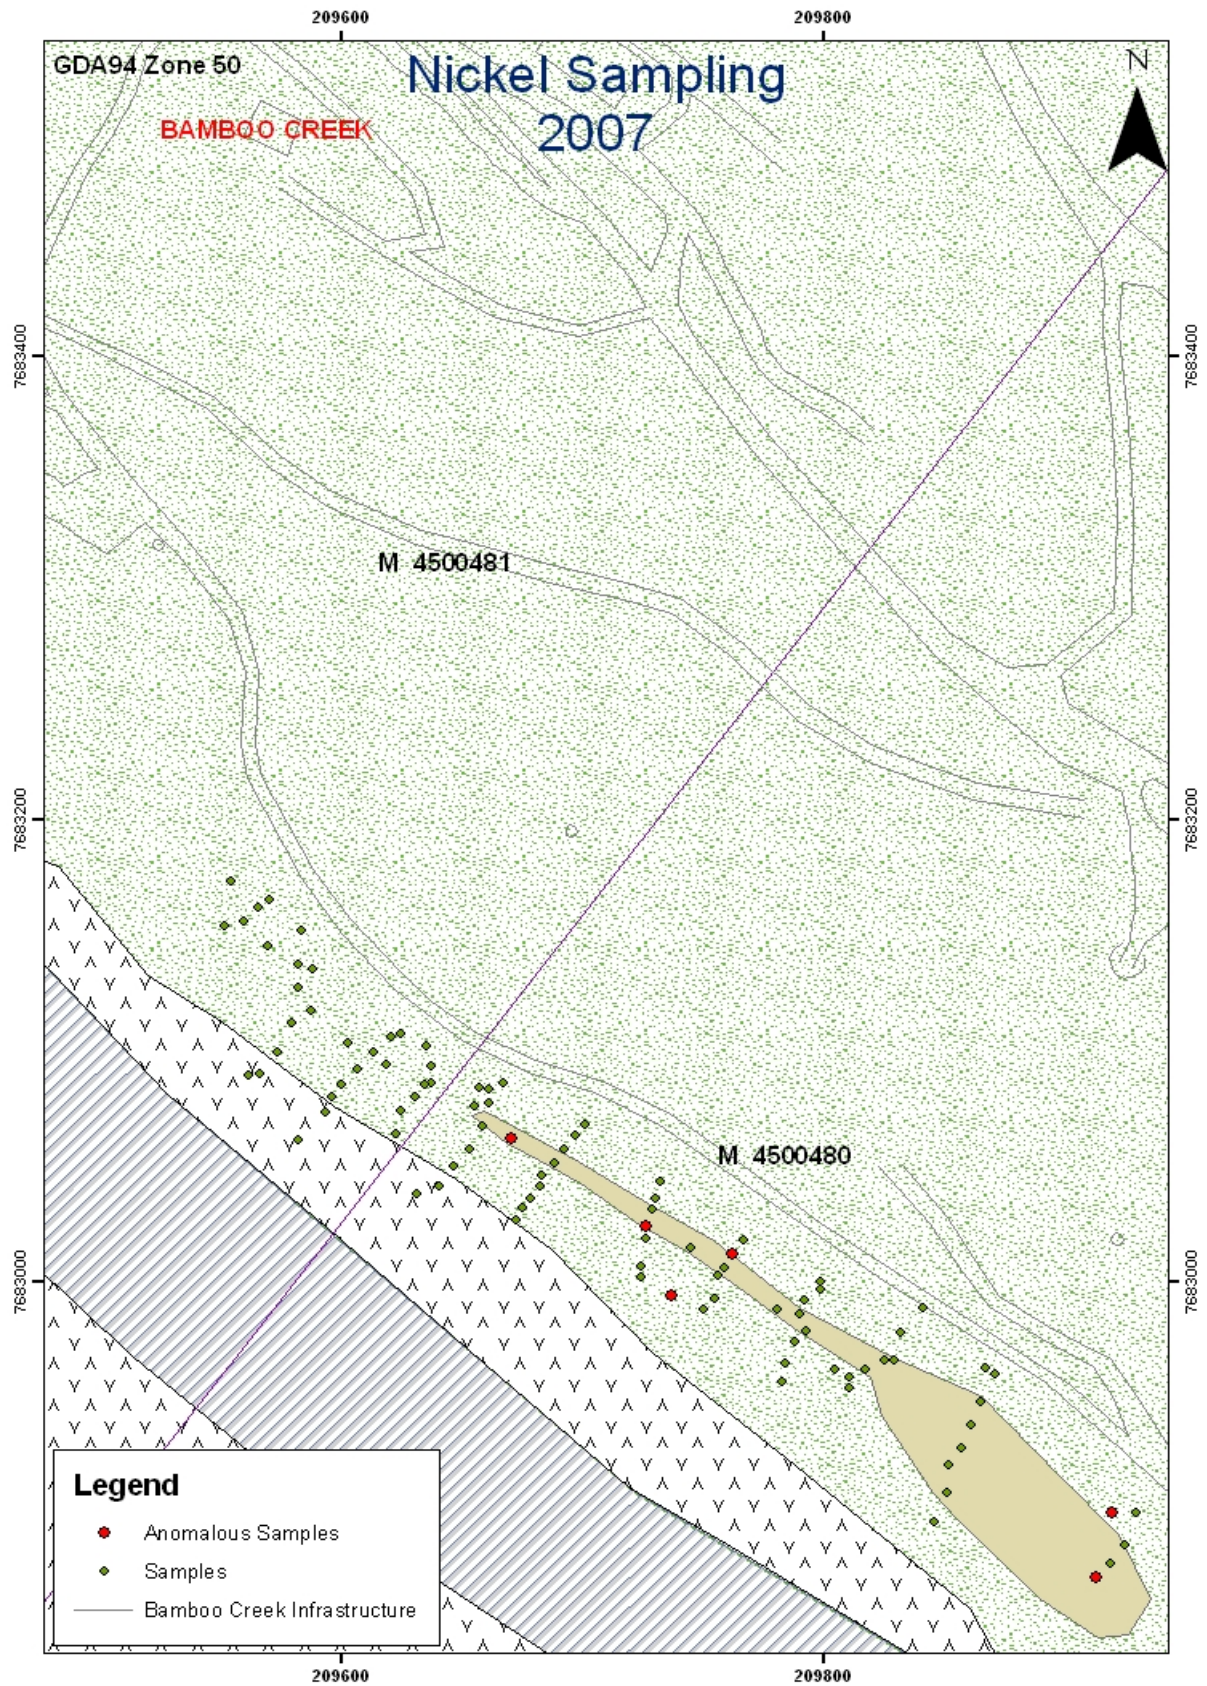 209600 209800
GDA94 Zone 50
Nickel Sampling
2007
N
BAMBOO CREEK
7683400 7683400
M 4500481
7683200 7683200
M 4500480
7683000 7683000
Legend
Anomalous Samples
Samples
Bamboo Creek Infrastructure
209600 209800